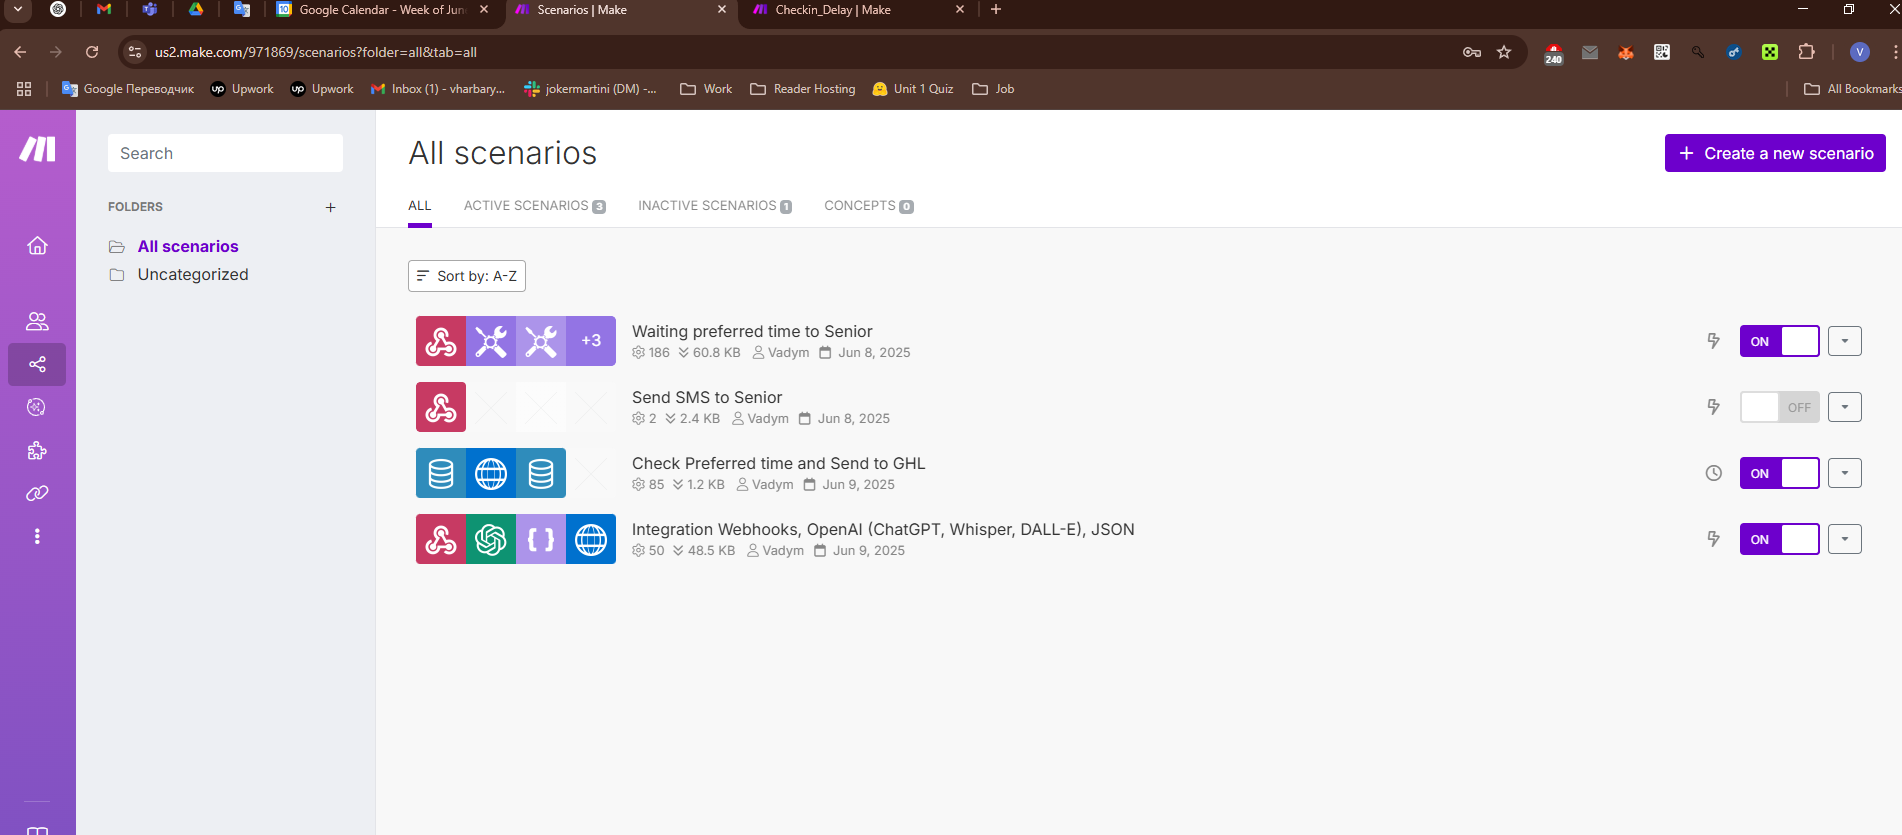 Google Calendar - Week of Jun
Scenarios | Make
Checkin_Delay | Make
us2.make.com/971869/scenarios?folder=all&tab=all
240
V
Google Переводчик
Upwork
Upwork
Inbox (1) - vharbary...
jokermartini (DM) -...
Work
Reader Hosting
Unit 1 Quiz
Job
All Bookmarks
Search
FOLDERS
All scenarios
Uncategorized
All scenarios
Create a new scenario
ALL
ACTIVE SCENARIOS 3
INACTIVE SCENARIOS 1
CONCEPTS 0
Sort by: A-Z
+3
Waiting preferred time to Senior
186 60.8 KB Vadym Jun 8, 2025
ON
Send SMS to Senior
2 2.4 KB Vadym Jun 8, 2025
OFF
Check Preferred time and Send to GHL
85 1.2 KB Vadym Jun 9, 2025
ON
Integration Webhooks, OpenAI (ChatGPT, Whisper, DALL-E), JSON
50 48.5 KB Vadym Jun 9, 2025
ON